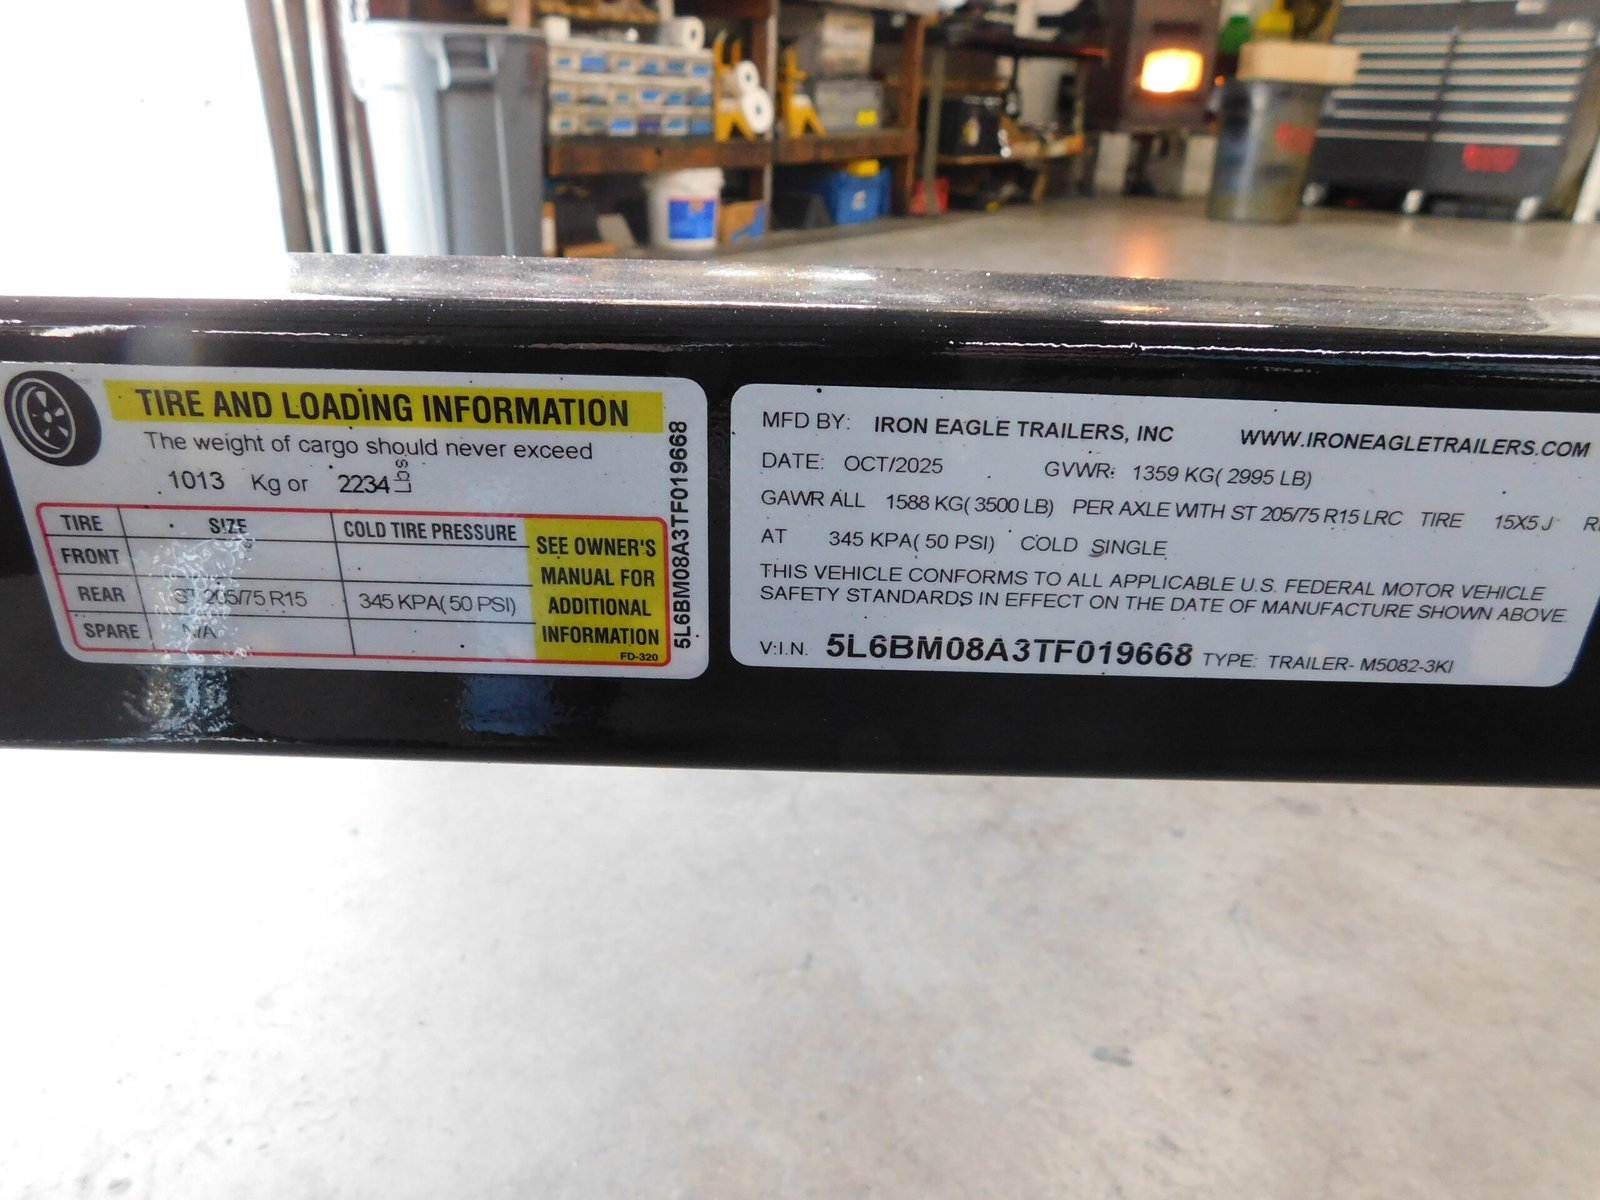 TIRE AND LOADING INFORMATION
The weight of cargo should never exceed
1013 Kg or 2234 Lbs
TIRE SIZE COLD TIRE PRESSURE
FRONT
REAR ST 205/75 R15 345 KPA( 50 PSI)
SPARE N/A
SEE OWNER'S
MANUAL FOR
ADDITIONAL
INFORMATION
FD-320
5L6BM08A3TF019668
MFD BY: IRON EAGLE TRAILERS, INC WWW.IRONEAGLETRAILERS.COM
DATE: OCT/2025 GVWR: 1359 KG( 2995 LB)
GAWR ALL 1588 KG( 3500 LB) PER AXLE WITH ST 205/75 R15 LRC TIRE 15X5 J
AT 345 KPA( 50 PSI) COLD SINGLE
THIS VEHICLE CONFORMS TO ALL APPLICABLE U.S. FEDERAL MOTOR VEHICLE
SAFETY STANDARDS IN EFFECT ON THE DATE OF MANUFACTURE SHOWN ABOVE.
V.I.N. 5L6BM08A3TF019668 TYPE: TRAILER- M5082-3KI